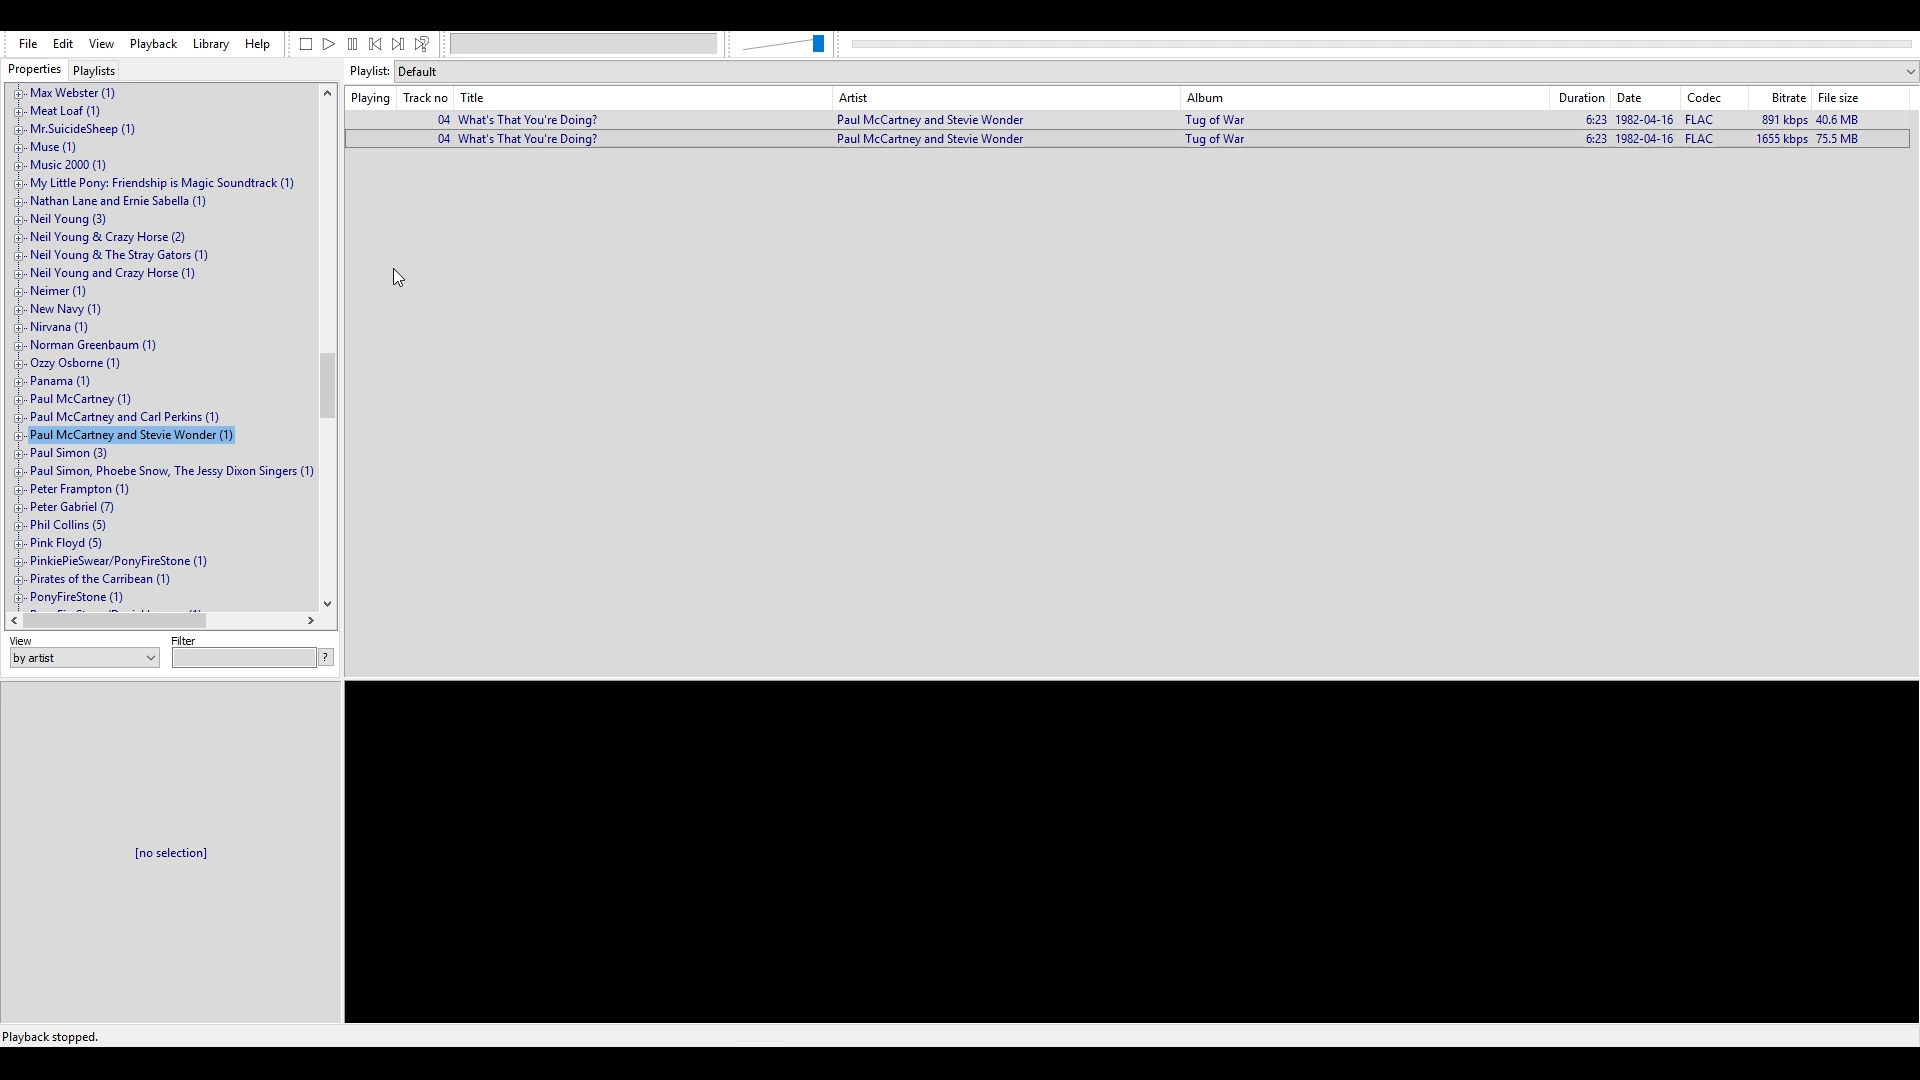 File Edit View Playback Library Help
Properties Playlists
Playlist: Default
Playing Track no Title Artist Album Duration Date Codec Bitrate File size
04 What's That You're Doing? Paul McCartney and Stevie Wonder Tug of War 6:23 1982-04-16 FLAC 891 kbps 40.6 MB
04 What's That You're Doing? Paul McCartney and Stevie Wonder Tug of War 6:23 1982-04-16 FLAC 1655 kbps 75.5 MB
Max Webster (1)
Meat Loaf (1)
Mr.SuicideSheep (1)
Muse (1)
Music 2000 (1)
My Little Pony: Friendship is Magic Soundtrack (1)
Nathan Lane and Ernie Sabella (1)
Neil Young (3)
Neil Young & Crazy Horse (2)
Neil Young & The Stray Gators (1)
Neil Young and Crazy Horse (1)
Neimer (1)
New Navy (1)
Nirvana (1)
Norman Greenbaum (1)
Ozzy Osborne (1)
Panama (1)
Paul McCartney (1)
Paul McCartney and Carl Perkins (1)
Paul McCartney and Stevie Wonder (1)
Paul Simon (3)
Paul Simon, Phoebe Snow, The Jessy Dixon Singers (1)
Peter Frampton (1)
Peter Gabriel (7)
Phil Collins (5)
Pink Floyd (5)
PinkiePieSwear/PonyFireStone (1)
Pirates of the Carribean (1)
PonyFireStone (1)
View Filter
by artist ?
[no selection]
Playback stopped.